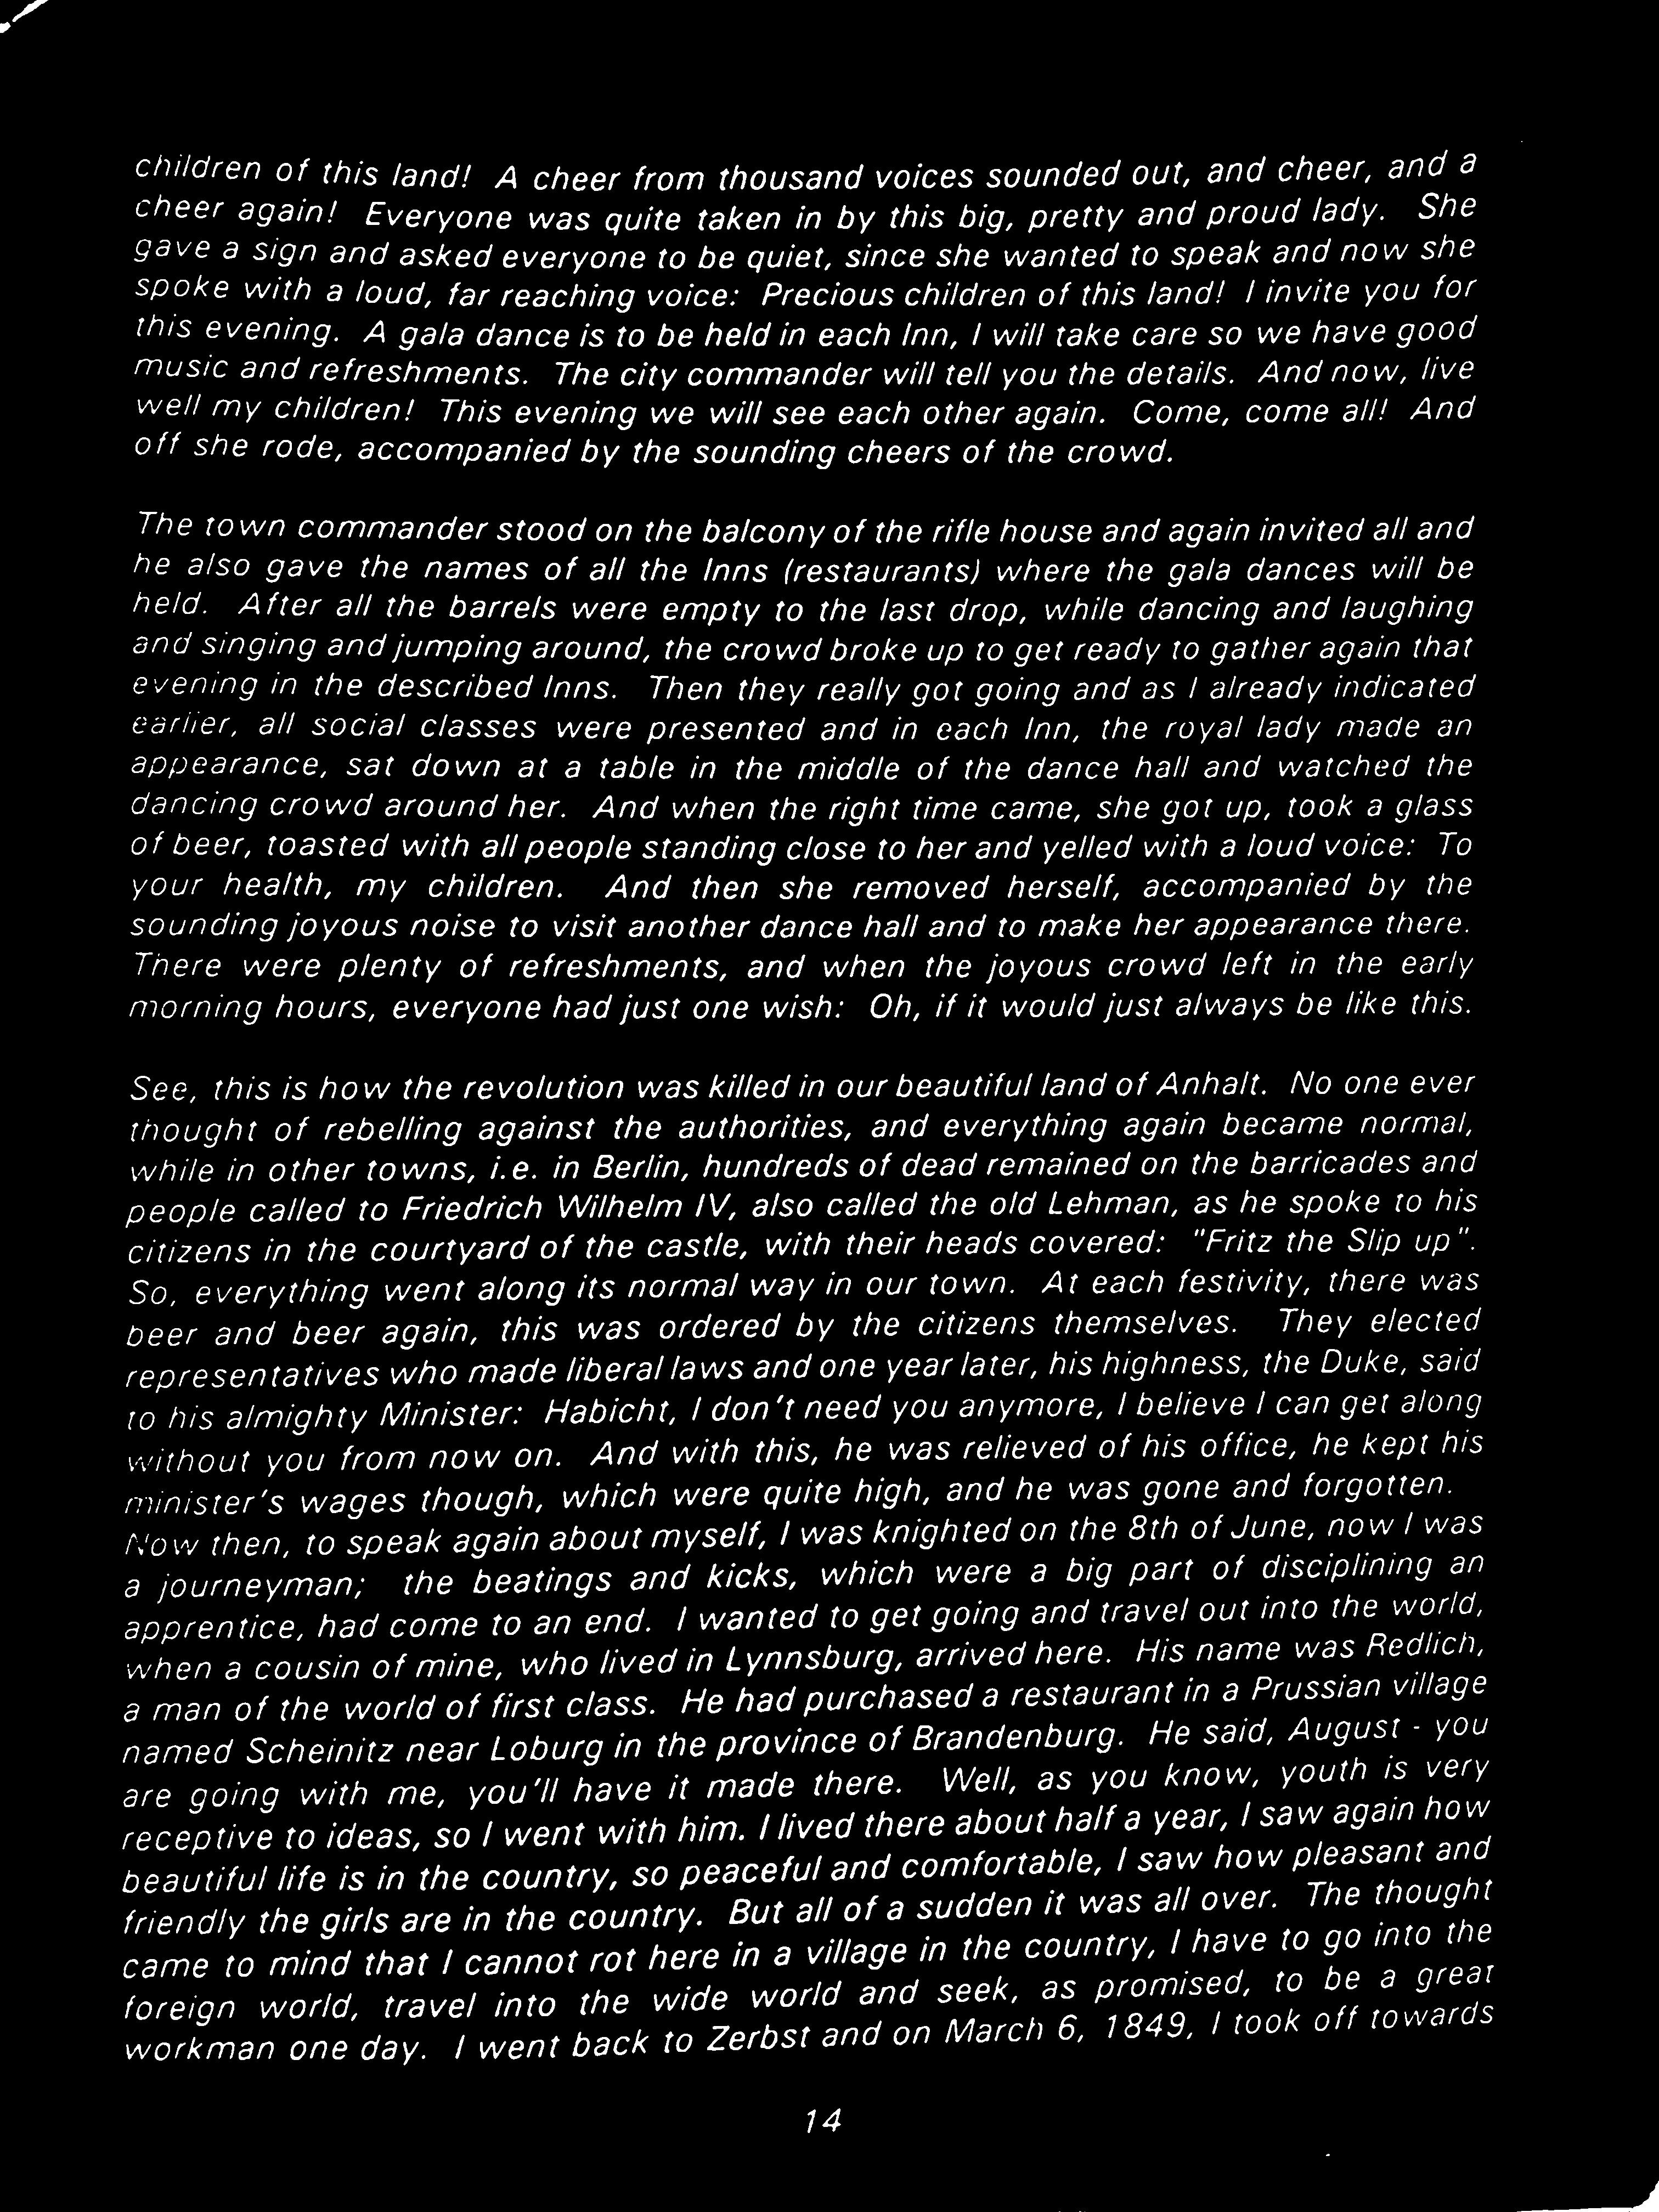 children of this land! A cheer from thousand voices sounded out, and cheer, and a
cheer again! Everyone was quite taken in by this big, pretty and proud lady. She
gave a sign and asked everyone to be quiet, since she wanted to speak and now she
spoke with a loud, far reaching voice: Precious children of this land! I invite you for
this evening. A gala dance is to be held in each Inn, I will take care so we have good
music and refreshments. The city commander will tell you the details. And now, live
well my children! This evening we will see each other again. Come, come all! And
off she rode, accompanied by the sounding cheers of the crowd.
The town commander stood on the balcony of the rifle house and again invited all and
he also gave the names of all the Inns (restaurants) where the gala dances will be
held. After all the barrels were empty to the last drop, while dancing and laughing
and singing and jumping around, the crowd broke up to get ready to gather again that
evening in the described Inns. Then they really got going and as I already indicated
earlier, all social classes were presented and in each Inn, the royal lady made an
appearance, sat down at a table in the middle of the dance hall and watched the
dancing crowd around her. And when the right time came, she got up, took a glass
of beer, toasted with all people standing close to her and yelled with a loud voice: To
your health, my children. And then she removed herself, accompanied by the
sounding joyous noise to visit another dance hall and to make her appearance there.
There were plenty of refreshments, and when the joyous crowd left in the early
morning hours, everyone had just one wish: Oh, if it would just always be like this.
See, this is how the revolution was killed in our beautiful land of Anhalt. No one ever
thought of rebelling against the authorities, and everything again became normal,
while in other towns, i.e. in Berlin, hundreds of dead remained on the barricades and
people called to Friedrich Wilhelm IV, also called the old Lehman, as he spoke to his
citizens in the courtyard of the castle, with their heads covered: "Fritz the Slip up".
So, everything went along its normal way in our town. At each festivity, there was
beer and beer again, this was ordered by the citizens themselves. They elected
representatives who made liberal laws and one year later, his highness, the Duke, said
to his almighty Minister: Habicht, I don't need you anymore, I believe I can get along
without you from now on. And with this, he was relieved of his office, he kept his
minister's wages though, which were quite high, and he was gone and forgotten.
Now then, to speak again about myself, I was knighted on the 8th of June, now I was
a journeyman; the beatings and kicks, which were a big part of disciplining an
apprentice, had come to an end. I wanted to get going and travel out into the world,
when a cousin of mine, who lived in Lynnsburg, arrived here. His name was Redlich,
a man of the world of first class. He had purchased a restaurant in a Prussian village
named Scheinitz near Loburg in the province of Brandenburg. He said, August - you
are going with me, you'll have it made there. Well, as you know, youth is very
receptive to ideas, so I went with him. I lived there about half a year, I saw again how
beautiful life is in the country, so peaceful and comfortable, I saw how pleasant and
friendly the girls are in the country. But all of a sudden it was all over. The thought
came to mind that I cannot rot here in a village in the country, I have to go into the
foreign world, travel into the wide world and seek, as promised, to be a great
workman one day. I went back to Zerbst and on March 6, 1849, I took off towards
14